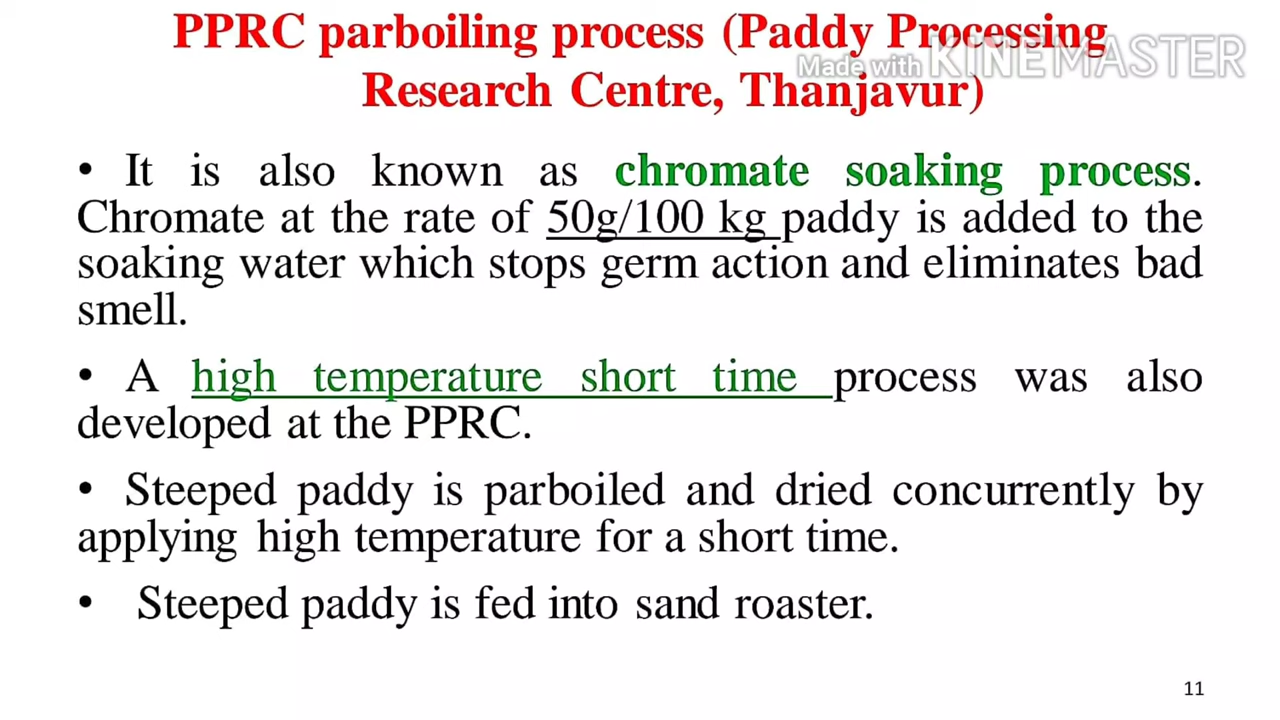 PPRC parboiling process (Paddy Processing
Made with KINEMASTER
Research Centre, Thanjavur)
• It is also known as chromate soaking process.
Chromate at the rate of 50g/100 kg paddy is added to the
soaking water which stops germ action and eliminates bad
smell.
• A high temperature short time process was also
developed at the PPRC.
• Steeped paddy is parboiled and dried concurrently by
applying high temperature for a short time.
• Steeped paddy is fed into sand roaster.
11